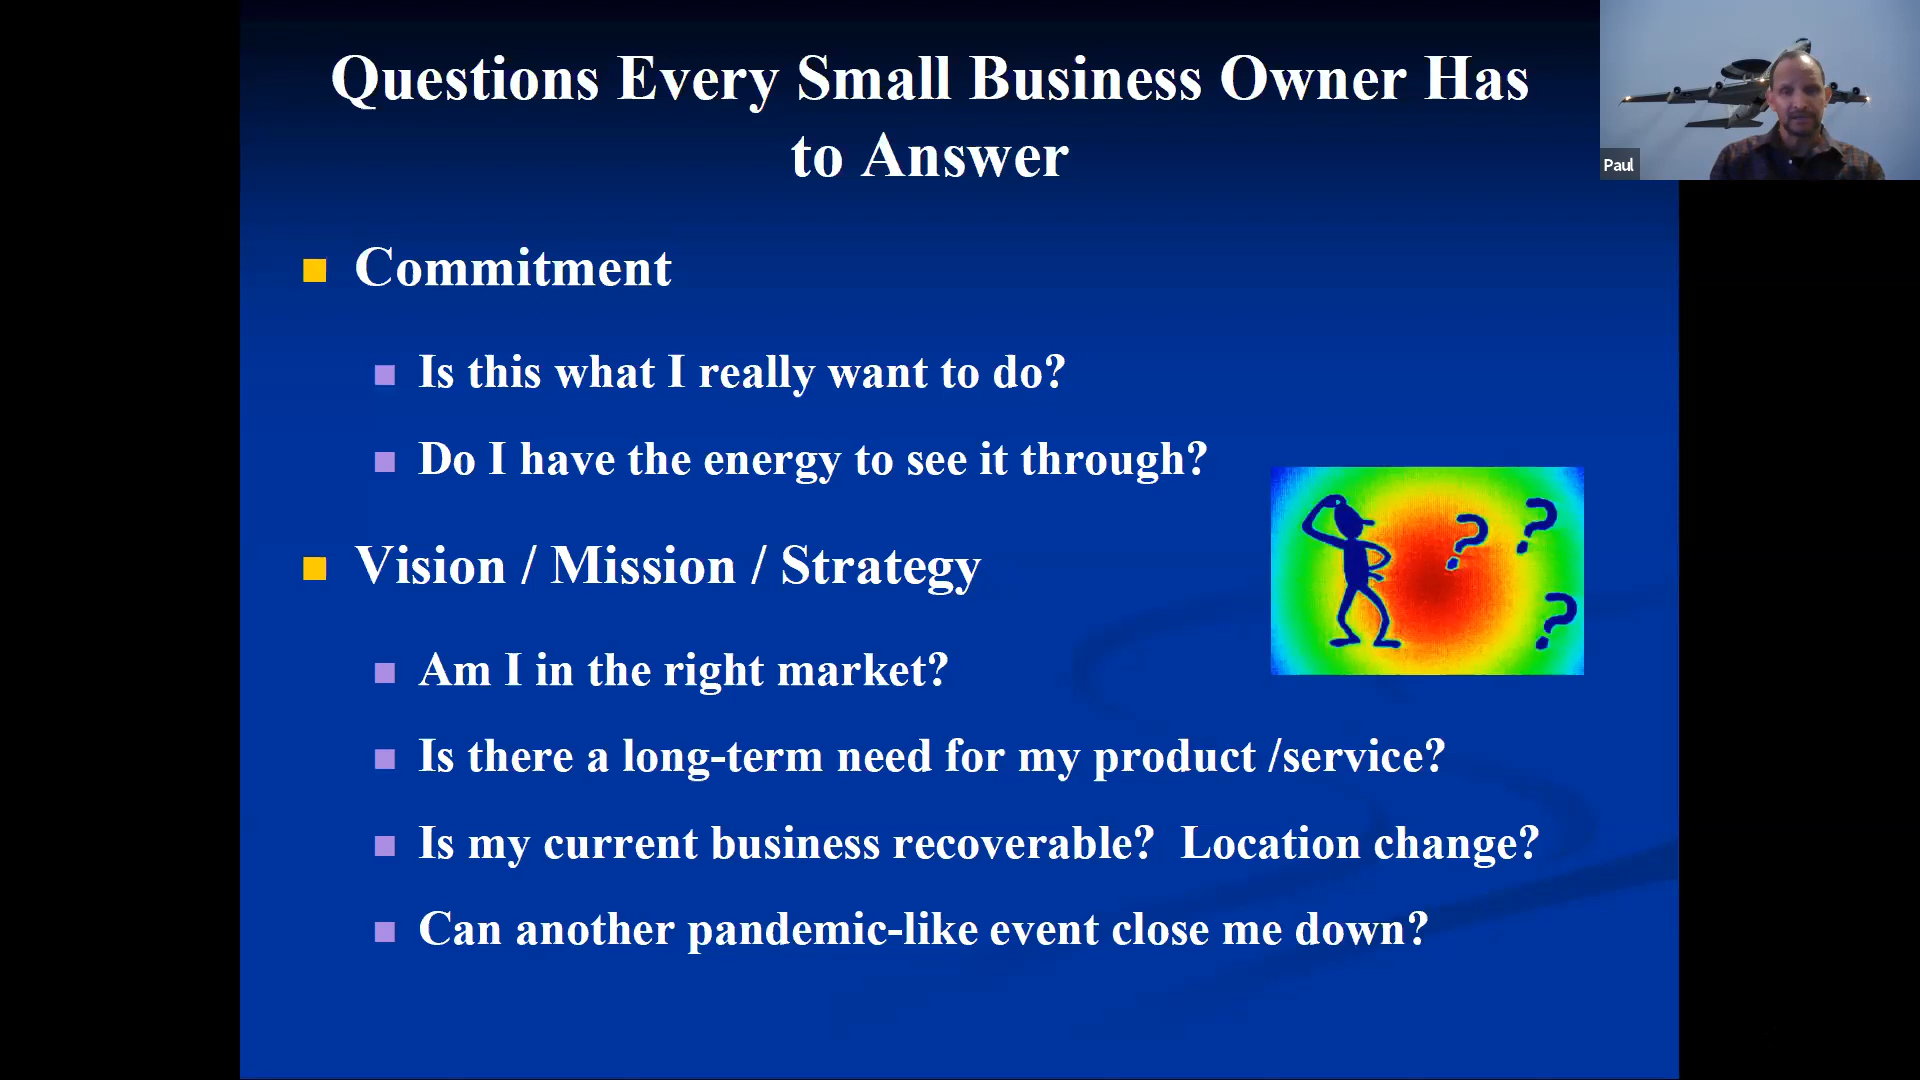 Questions Every Small Business Owner Has
to Answer
Commitment
Is this what I really want to do?
Do I have the energy to see it through?
Vision / Mission / Strategy
Am I in the right market?
Is there a long-term need for my product /service?
Is my current business recoverable?  Location change?
Can another pandemic-like event close me down?
? ? ?
Paul